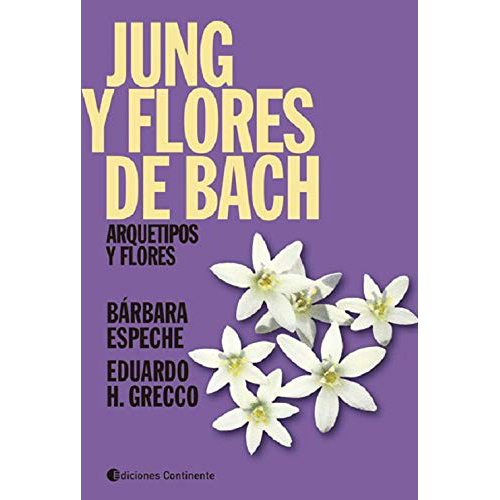 JUNG
Y FLORES
DE BACH
ARQUETIPOS
Y FLORES
BÁRBARA
ESPECHE
EDUARDO
H. GRECCO
Ediciones Continente